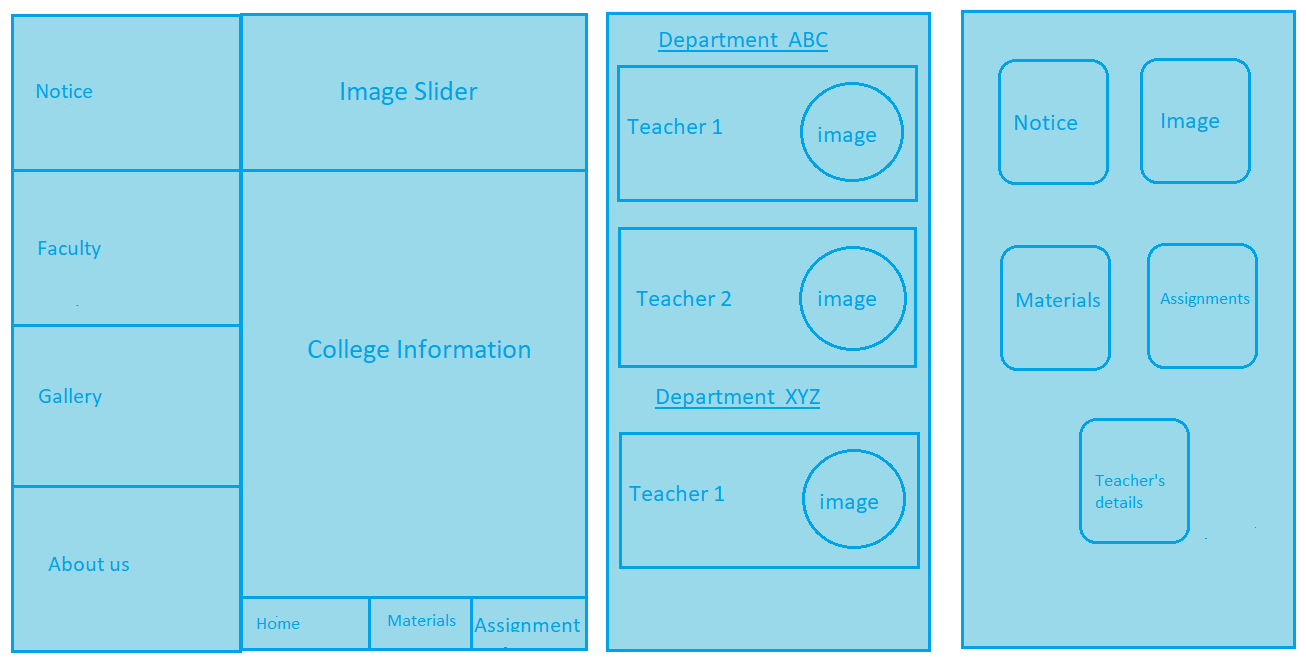 Notice
Faculty
Gallery
About us
Image Slider
College Information
Home
Materials
Assignment
Department ABC
Teacher 1
image
Teacher 2
image
Department XYZ
Teacher 1
image
Notice
Image
Materials
Assignments
Teacher's
details